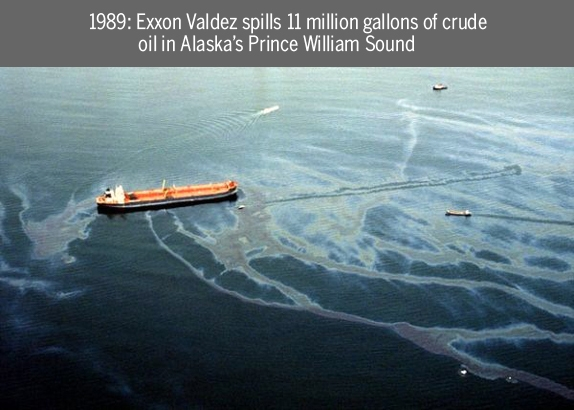 1989: Exxon Valdez spills 11 million gallons of crude
oil in Alaska's Prince William Sound